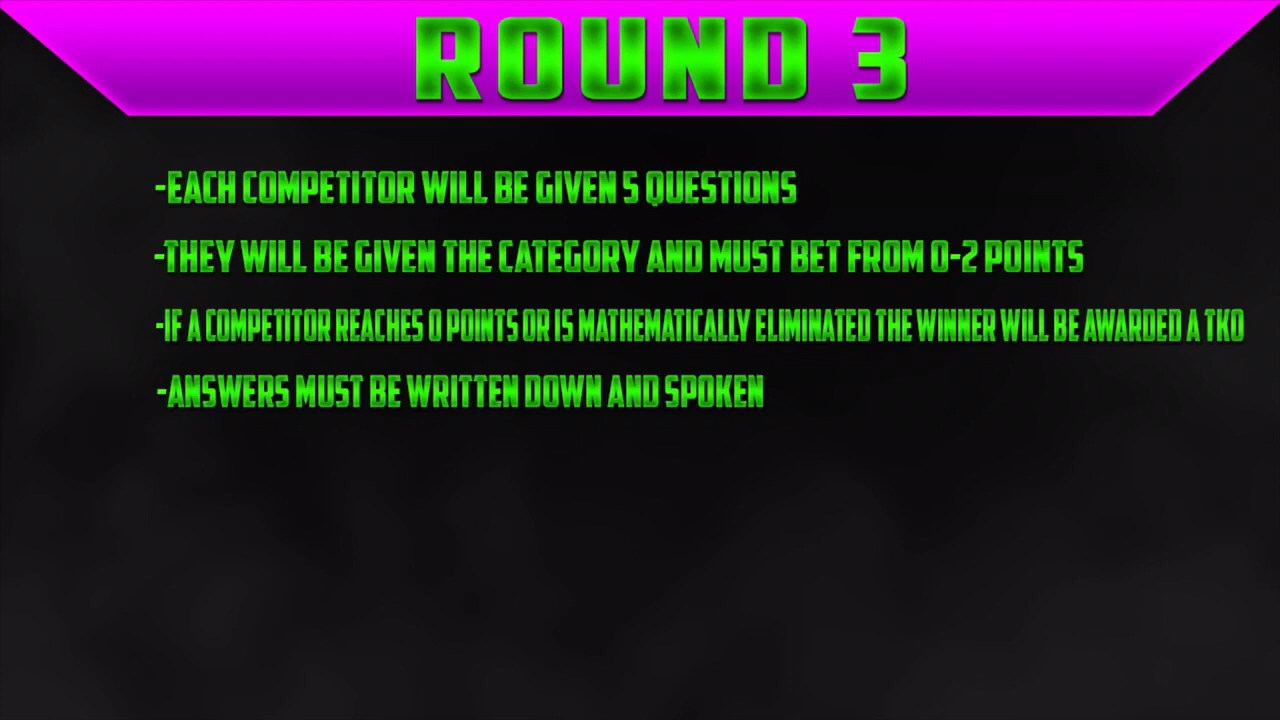 ROUND 3
-EACH COMPETITOR WILL BE GIVEN 5 QUESTIONS
-THEY WILL BE GIVEN THE CATEGORY AND MUST BET FROM 0-2 POINTS
-IF A COMPETITOR REACHES 0 POINTS OR IS MATHEMATICALLY ELIMINATED THE WINNER WILL BE AWARDED A TKO
-ANSWERS MUST BE WRITTEN DOWN AND SPOKEN